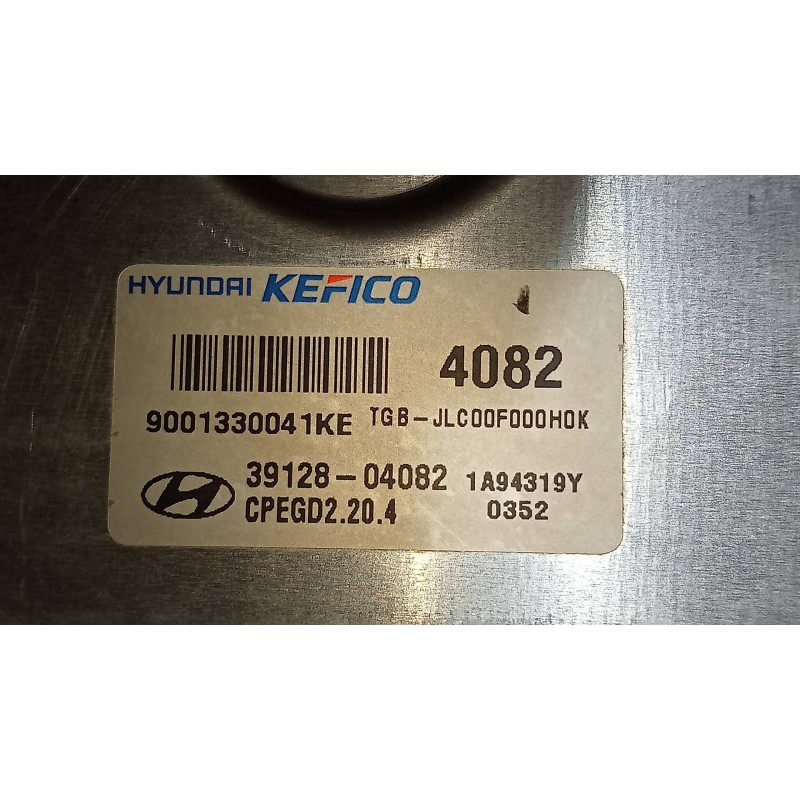 HYUNDAI KEFICO
4082
9001330041KE TGB-JLC00F000H0K
39128-04082 1A94319Y
CPEGD2.20.4 0352